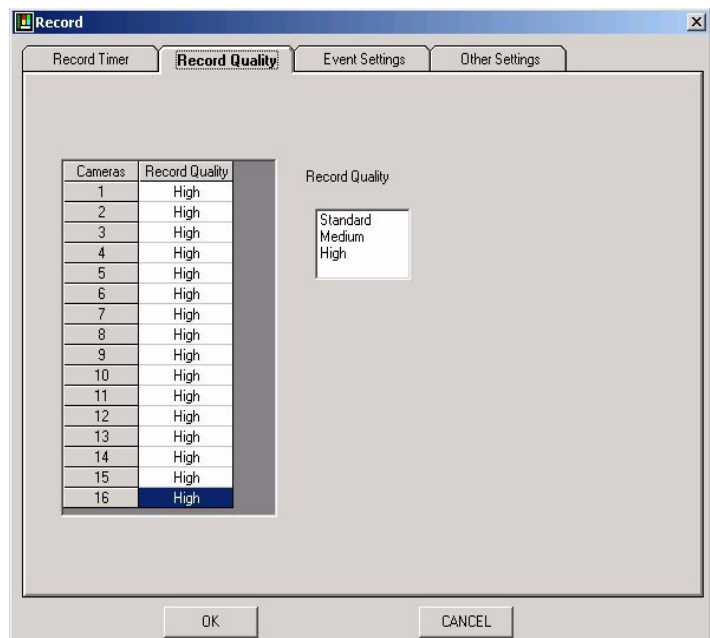 Record
Record Timer Record Quality Event Settings Other Settings
Cameras Record Quality
1 High
2 High
3 High
4 High
5 High
6 High
7 High
8 High
9 High
10 High
11 High
12 High
13 High
14 High
15 High
16 High
Record Quality
Standard
Medium
High
OK CANCEL